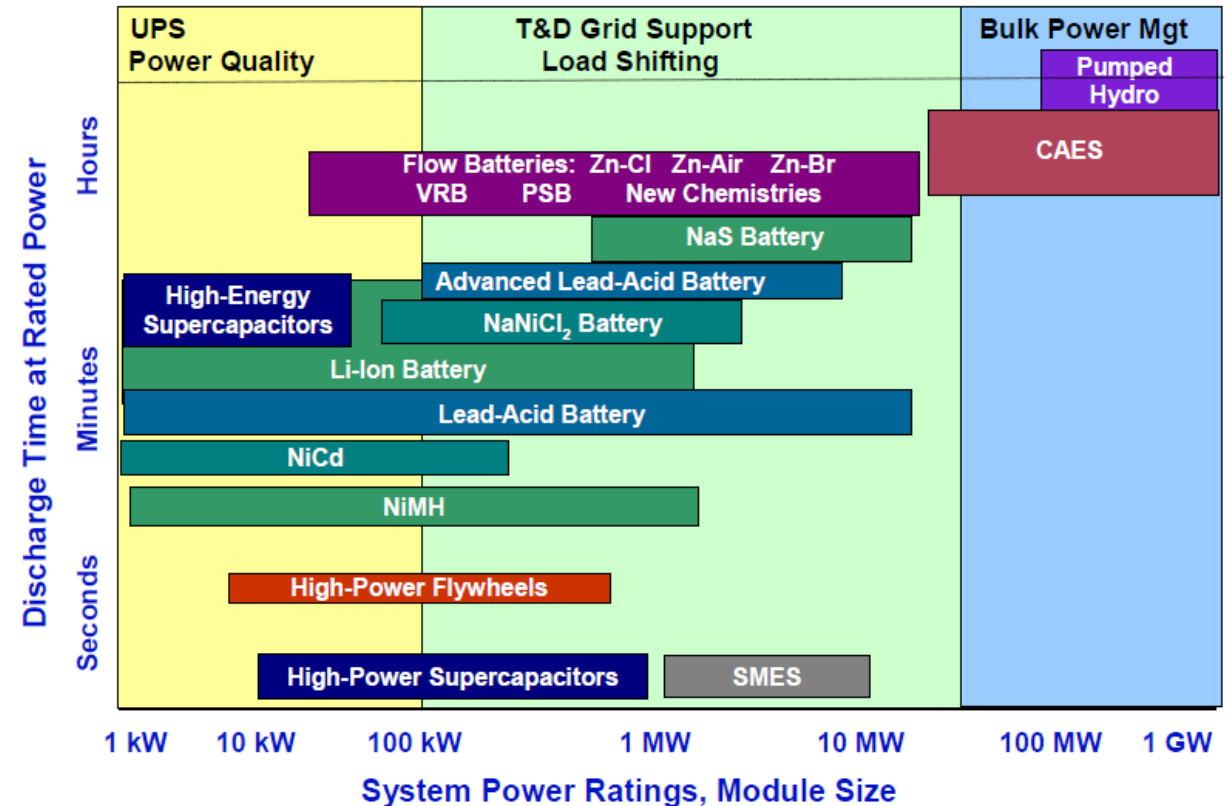 UPS
Power Quality
T&D Grid Support
Load Shifting
Bulk Power Mgt
Pumped
Hydro
CAES
Flow Batteries: Zn-Cl Zn-Air Zn-Br
VRB PSB New Chemistries
NaS Battery
Advanced Lead-Acid Battery
High-Energy
Supercapacitors
NaNiCl₂ Battery
Li-Ion Battery
Lead-Acid Battery
NiCd
NiMH
High-Power Flywheels
High-Power Supercapacitors
SMES
Discharge Time at Rated Power
Hours
Minutes
Seconds
1 kW 10 kW 100 kW 1 MW 10 MW 100 MW 1 GW
System Power Ratings, Module Size